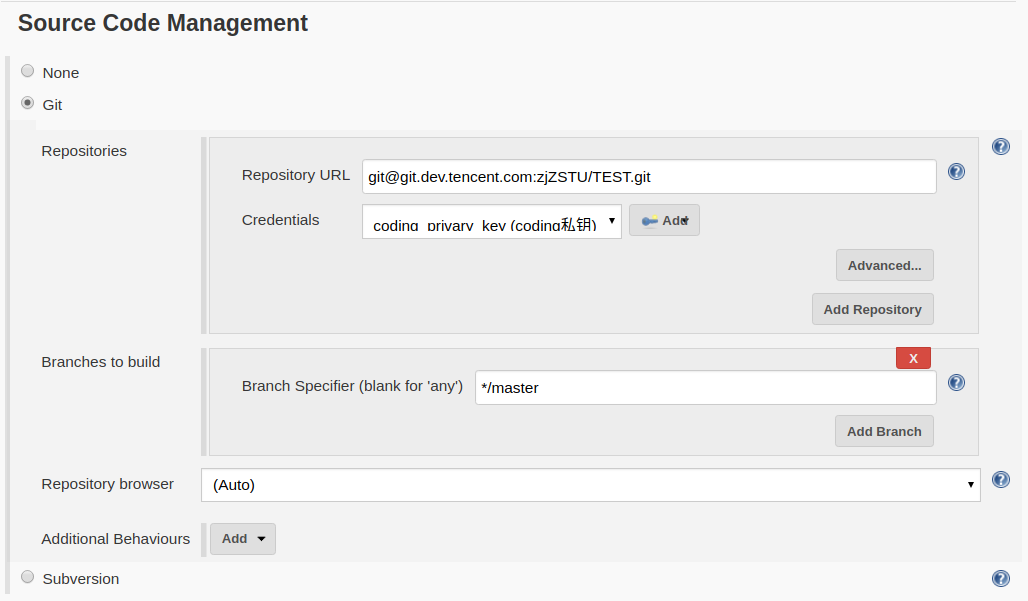 Source Code Management
None
Git
Repositories
Repository URL git@git.dev.tencent.com:zjZSTU/TEST.git
Credentials coding_privary_key (coding私钥) Add
Advanced...
Add Repository
Branches to build
X
Branch Specifier (blank for 'any') */master
Add Branch
Repository browser (Auto)
Additional Behaviours Add
Subversion